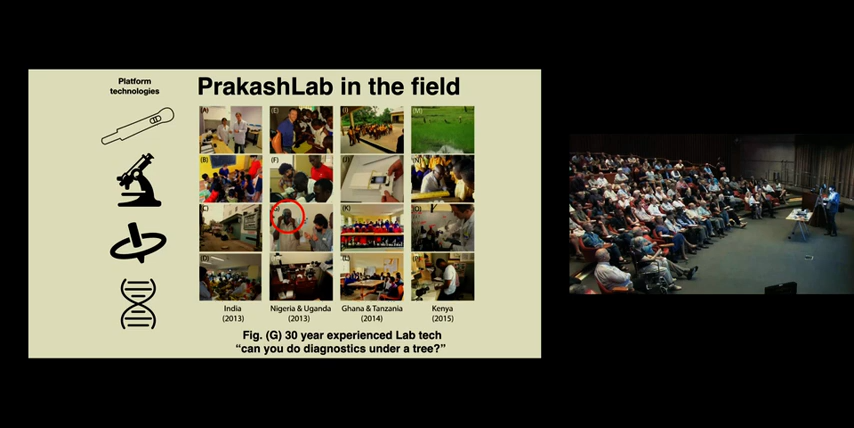 Platform
technologies
PrakashLab in the field
(A)
(E)
(I)
(M)
(B)
(F)
(J)
(N)
(C)
(K)
(O)
(D)
(L)
(P)
India
(2013)
Nigeria & Uganda
(2013)
Ghana & Tanzania
(2014)
Kenya
(2015)
Fig. (G) 30 year experienced Lab tech
“can you do diagnostics under a tree?”